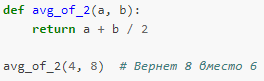 def avg_of_2(a, b):
    return a + b / 2
avg_of_2(4, 8)  # Вернет 8 вместо 6